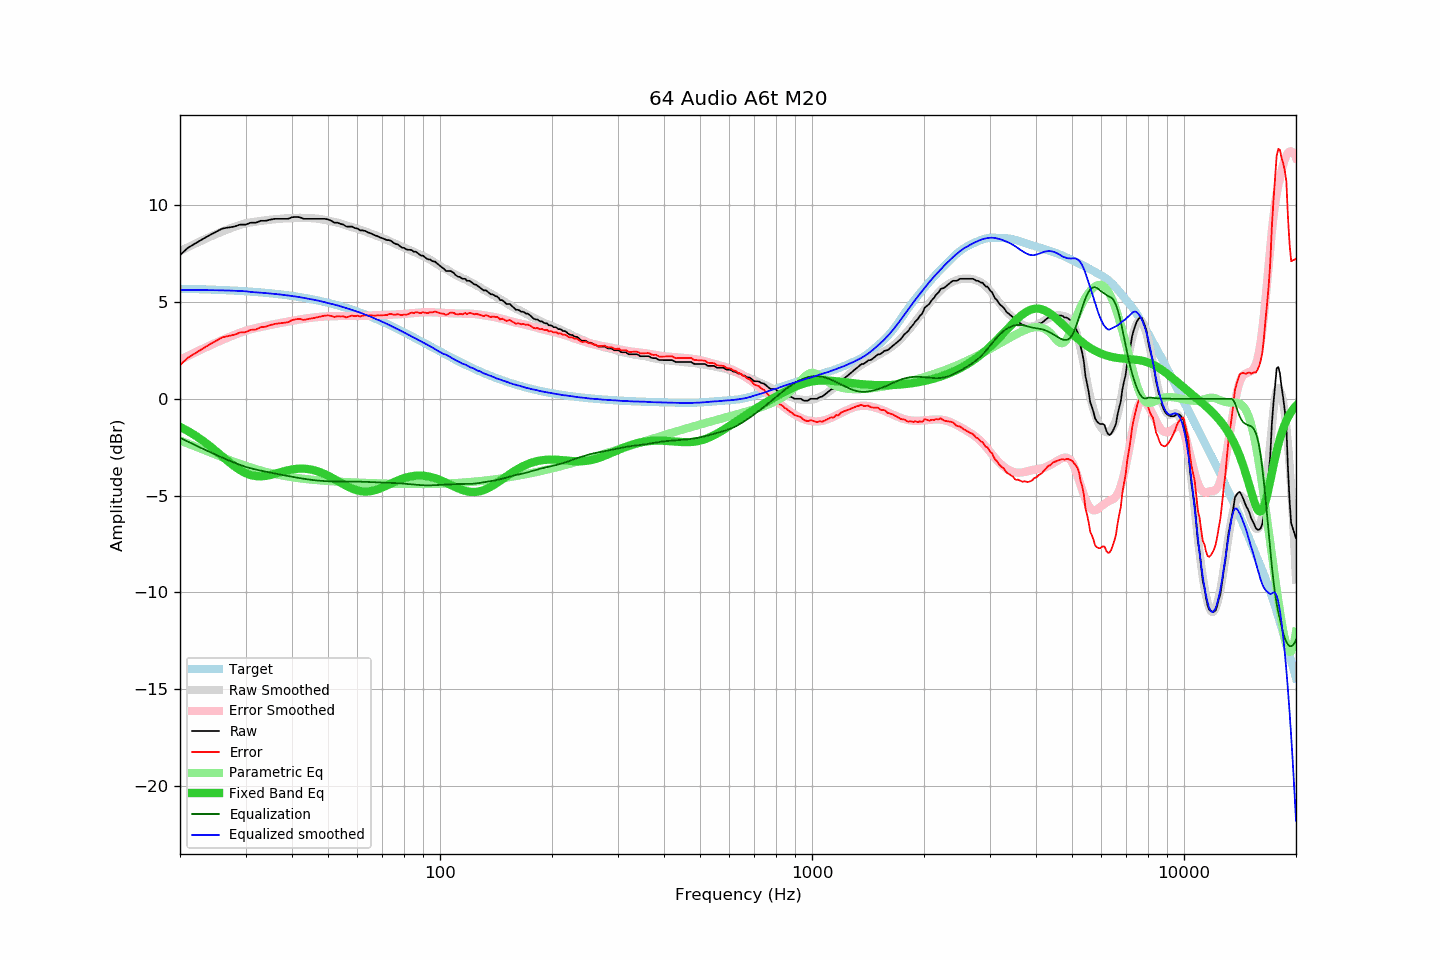 64 Audio A6t M20
10
5
0
−5
−10
−15
−20
Amplitude (dBr)
Target
Raw Smoothed
Error Smoothed
Raw
Error
Parametric Eq
Fixed Band Eq
Equalization
Equalized smoothed
100
1000
10000
Frequency (Hz)